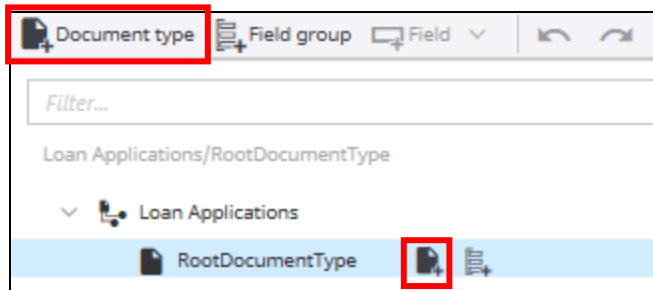 Document type Field group Field
Filter...
Loan Applications/RootDocumentType
Loan Applications
RootDocumentType